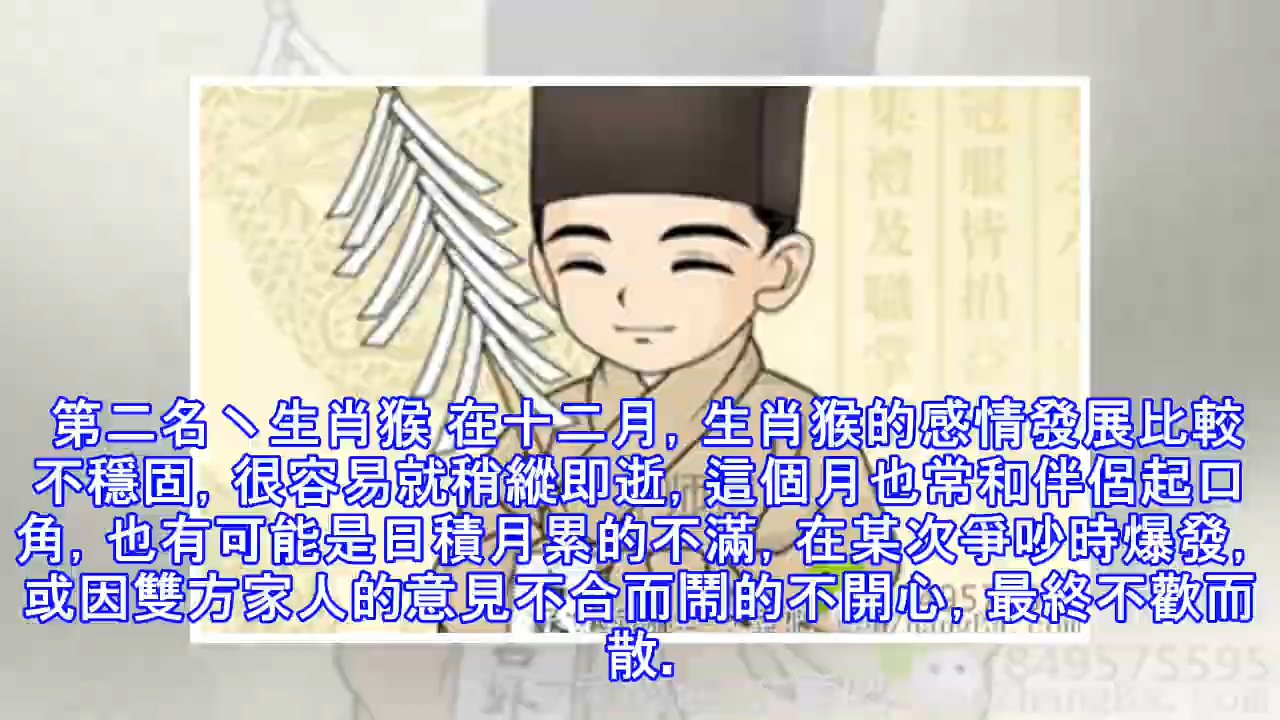 第二名丶生肖猴 在十二月, 生肖猴的感情發展比較
不穩固, 很容易就稍縱即逝, 這個月也常和伴侶起口
角, 也有可能是日積月累的不滿, 在某次爭吵時爆發,
或因雙方家人的意見不合而鬧的不開心, 最終不歡而
散.
849575595